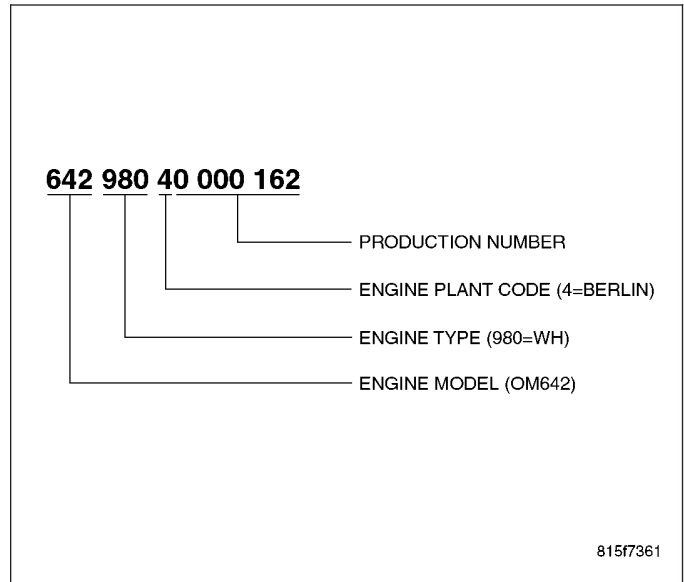 642 980 40 000 162
PRODUCTION NUMBER
ENGINE PLANT CODE (4=BERLIN)
ENGINE TYPE (980=WH)
ENGINE MODEL (OM642)
815f7361